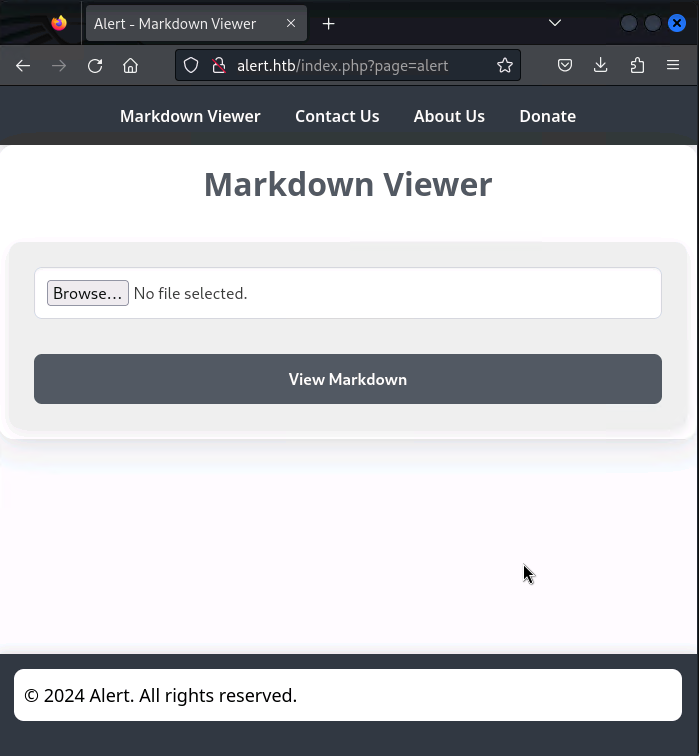 Alert - Markdown Viewer
alert.htb/index.php?page=alert
Markdown Viewer Contact Us About Us Donate
Markdown Viewer
Browse... No file selected.
View Markdown
© 2024 Alert. All rights reserved.